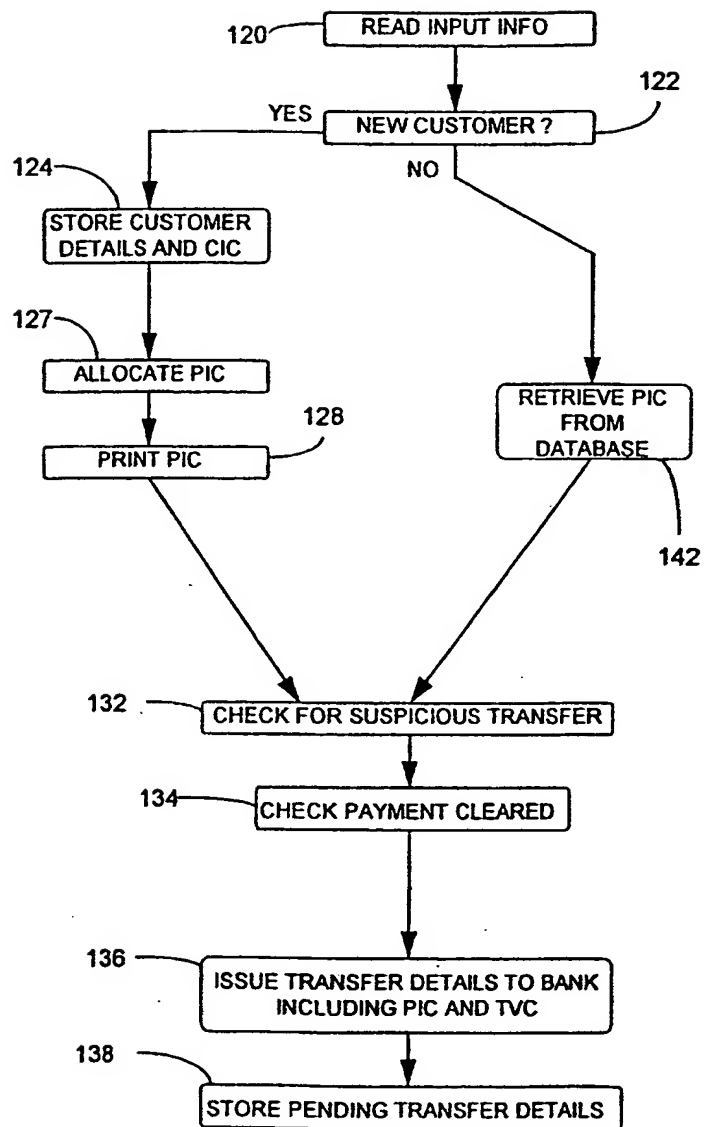 120
READ INPUT INFO
122
YES
NEW CUSTOMER ?
NO
124
STORE CUSTOMER
DETAILS AND CIC
127
ALLOCATE PIC
128
PRINT PIC
RETRIEVE PIC
FROM
DATABASE
142
132
CHECK FOR SUSPICIOUS TRANSFER
134
CHECK PAYMENT CLEARED
136
ISSUE TRANSFER DETAILS TO BANK
INCLUDING PIC AND TVC
138
STORE PENDING TRANSFER DETAILS